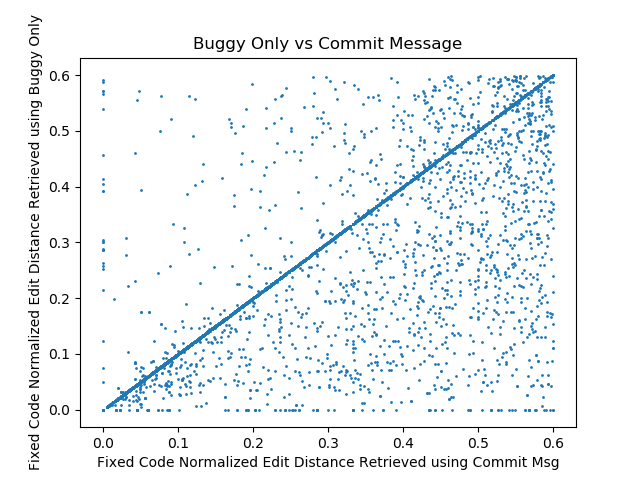 Buggy Only vs Commit Message
Fixed Code Normalized Edit Distance Retrieved using Buggy Only
0.6
0.5
0.4
0.3
0.2
0.1
0.0
0.0 0.1 0.2 0.3 0.4 0.5 0.6
Fixed Code Normalized Edit Distance Retrieved using Commit Msg